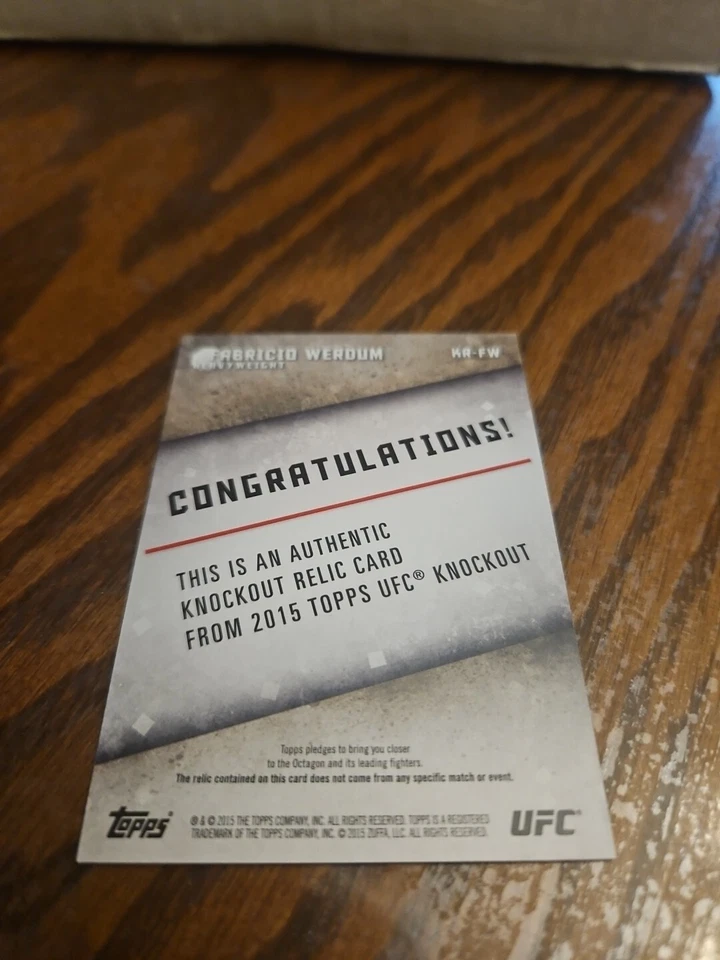 FABRICIO WERDUM
KR-FW
HEAVYWEIGHT
CONGRATULATIONS!
THIS IS AN AUTHENTIC
KNOCKOUT RELIC CARD
FROM 2015 TOPPS UFC® KNOCKOUT
Topps pledges to bring you closer
to the Octagon and its leading fighters.
The relic contained on this card does not come from any specific match or event.
topps
® & © 2015 THE TOPPS COMPANY, INC. ALL RIGHTS RESERVED. TOPPS IS A REGISTERED
TRADEMARK OF THE TOPPS COMPANY, INC. © 2015 ZUFFA, LLC. ALL RIGHTS RESERVED.
UFC®